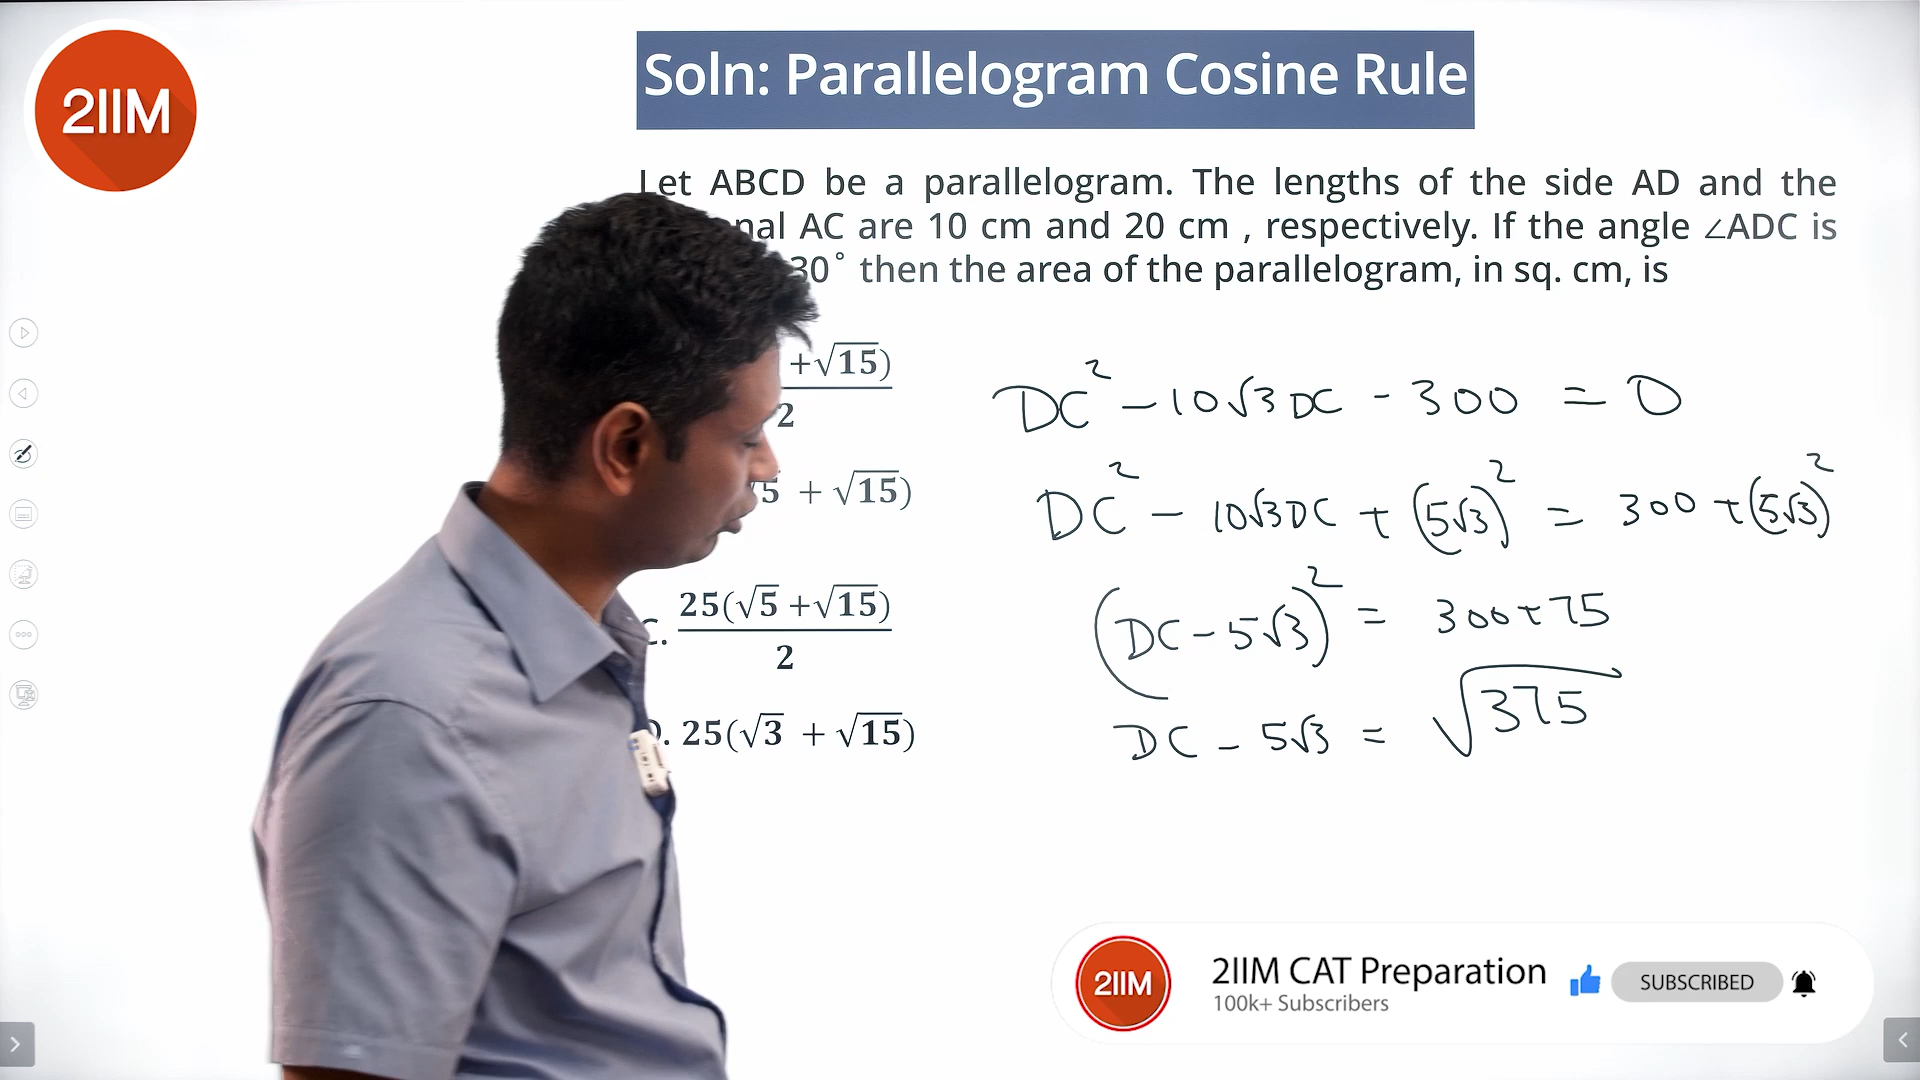 2IIM
Soln: Parallelogram Cosine Rule
Let ABCD be a parallelogram. The lengths of the side AD and the
AC are 10 cm and 20 cm , respectively. If the angle ∠ADC is
30˚ then the area of the parallelogram, in sq. cm, is
+√15)
2
√5 + √15)
C. 25(√5 +√15)
2
D. 25(√3 + √15)
DC² - 10√3 DC - 300 = 0
DC² - 10√3DC + (5√3)² = 300 + (5√3)²
(DC - 5√3)² = 300+75
DC - 5√3 = √375
2IIM
2IIM CAT Preparation
100k+ Subscribers
SUBSCRIBED